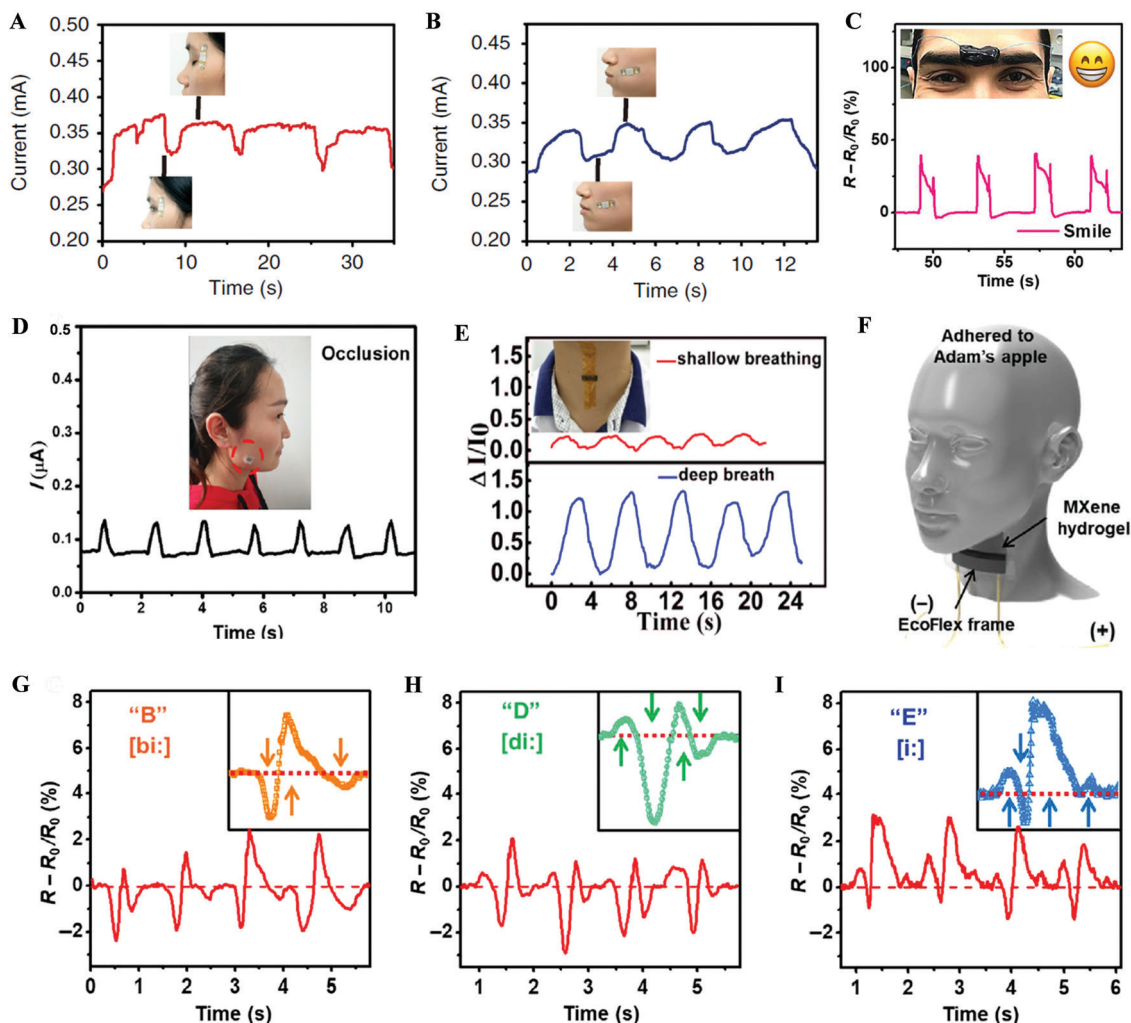 A
Current (mA)
0.50
0.45
0.40
0.35
0.30
0.25
0.20
0 10 20 30
Time (s)
B
Current (mA)
0.45
0.40
0.35
0.30
0.25
0.20
0 2 4 6 8 10 12
Time (s)
C
R – R0/R0 (%)
100
50
0
Smile
50 55 60
Time (s)
D
I (μA)
0.5
0.4
0.3
0.2
0.1
0.0
Occlusion
0 2 4 6 8 10
Time (s)
E
Δ I/I0
1.5
1.0
0.5
0.0
shallow breathing
1.5
1.0
0.5
0.0
deep breath
0 4 8 12 16 20 24
Time (s)
F
Adhered to
Adam's apple
MXene
hydrogel
(–)
EcoFlex frame
(+)
G
R – R0/R0 (%)
8
6
4
2
0
–2
"B"
[bi:]
0 1 2 3 4 5
Time (s)
H
R – R0/R0 (%)
8
6
4
2
0
–2
"D"
[di:]
1 2 3 4 5
Time (s)
I
R – R0/R0 (%)
8
6
4
2
0
–2
"E"
[i:]
1 2 3 4 5 6
Time (s)